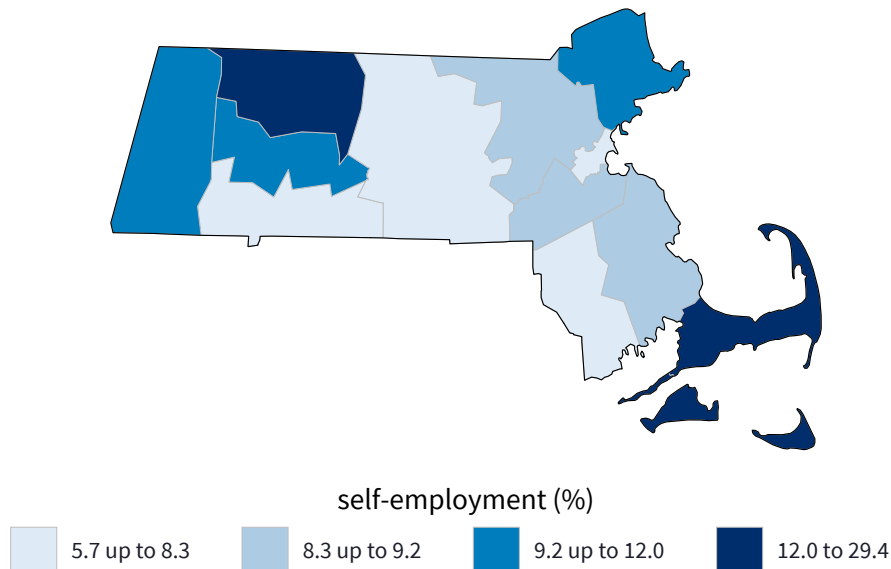 self-employment (%)
5.7 up to 8.3 8.3 up to 9.2 9.2 up to 12.0 12.0 to 29.4